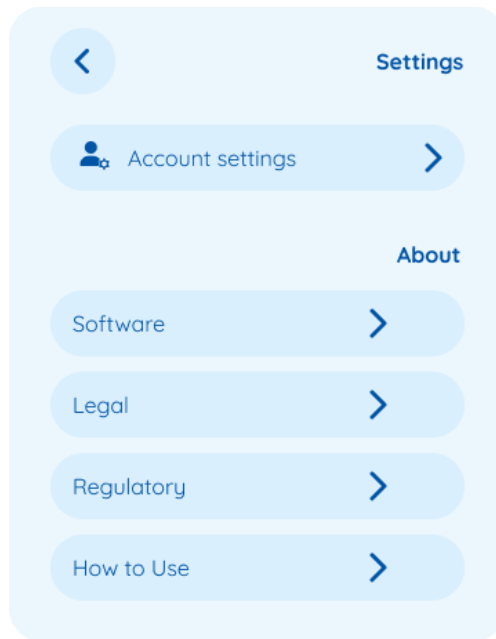 Settings
Account settings
About
Software
Legal
Regulatory
How to Use